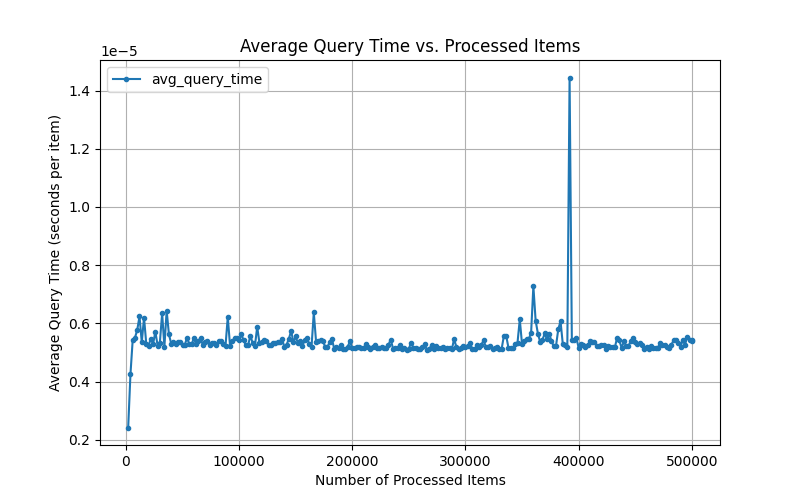 Average Query Time vs. Processed Items
1e−5
avg_query_time
1.4
1.2
1.0
0.8
0.6
0.4
0.2
Average Query Time (seconds per item)
0 100000 200000 300000 400000 500000
Number of Processed Items